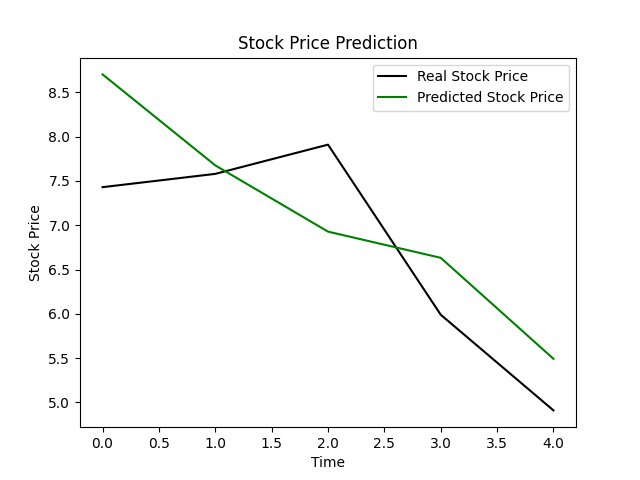 Stock Price Prediction
Real Stock Price
Predicted Stock Price
Stock Price
8.5
8.0
7.5
7.0
6.5
6.0
5.5
5.0
0.0 0.5 1.0 1.5 2.0 2.5 3.0 3.5 4.0
Time